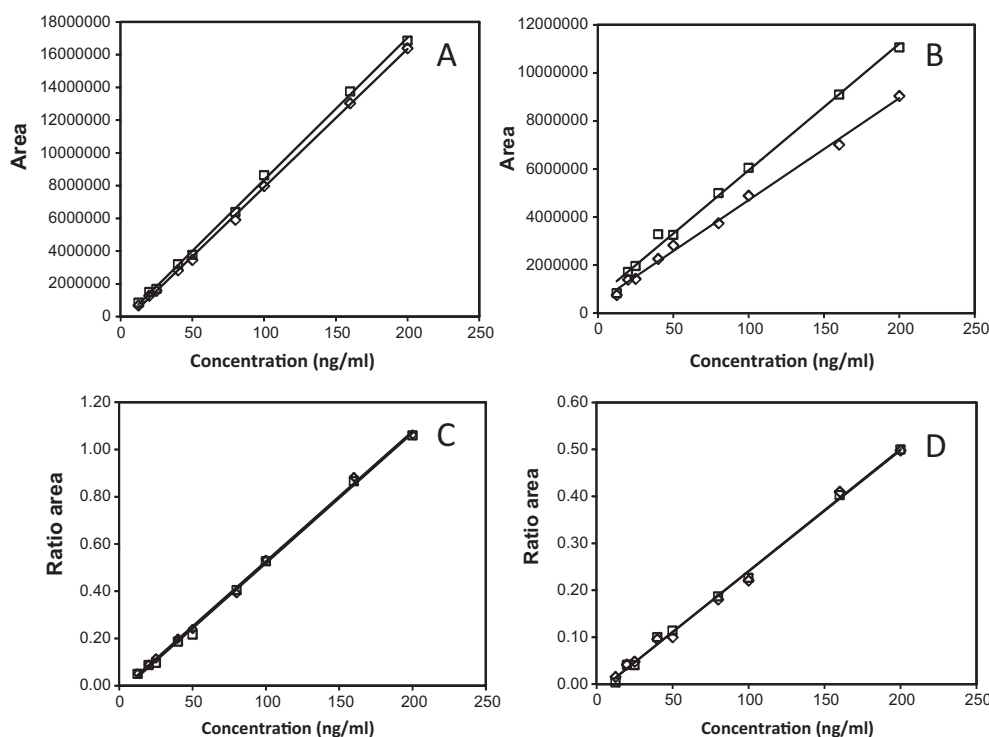 18000000
16000000
14000000
12000000
10000000
8000000
6000000
4000000
2000000
0
0 50 100 150 200 250
Area
Concentration (ng/ml)
A
12000000
10000000
8000000
6000000
4000000
2000000
0
0 50 100 150 200 250
Area
Concentration (ng/ml)
B
1.20
1.00
0.80
0.60
0.40
0.20
0.00
0 50 100 150 200 250
Ratio area
Concentration (ng/ml)
C
0.60
0.50
0.40
0.30
0.20
0.10
0.00
0 50 100 150 200 250
Ratio area
Concentration (ng/ml)
D